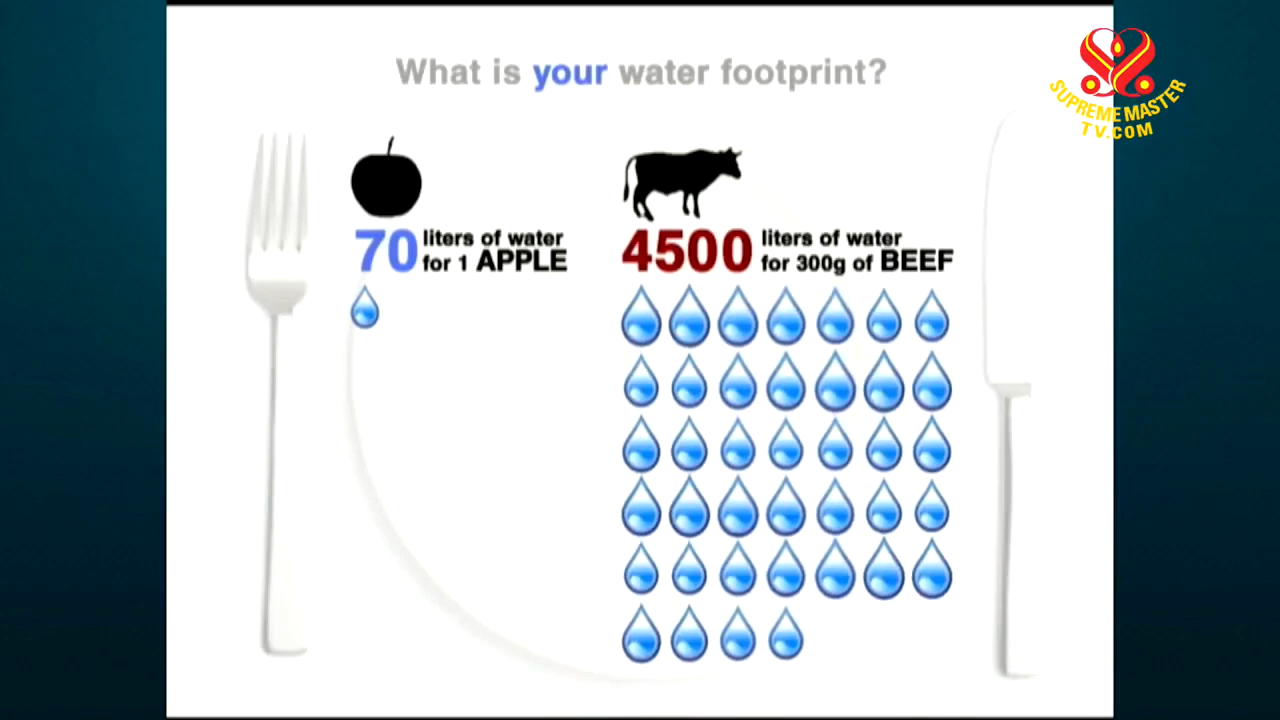 What is your water footprint?
SUPREME MASTER
TV.COM
70 liters of water
for 1 APPLE
4500 liters of water
for 300g of BEEF